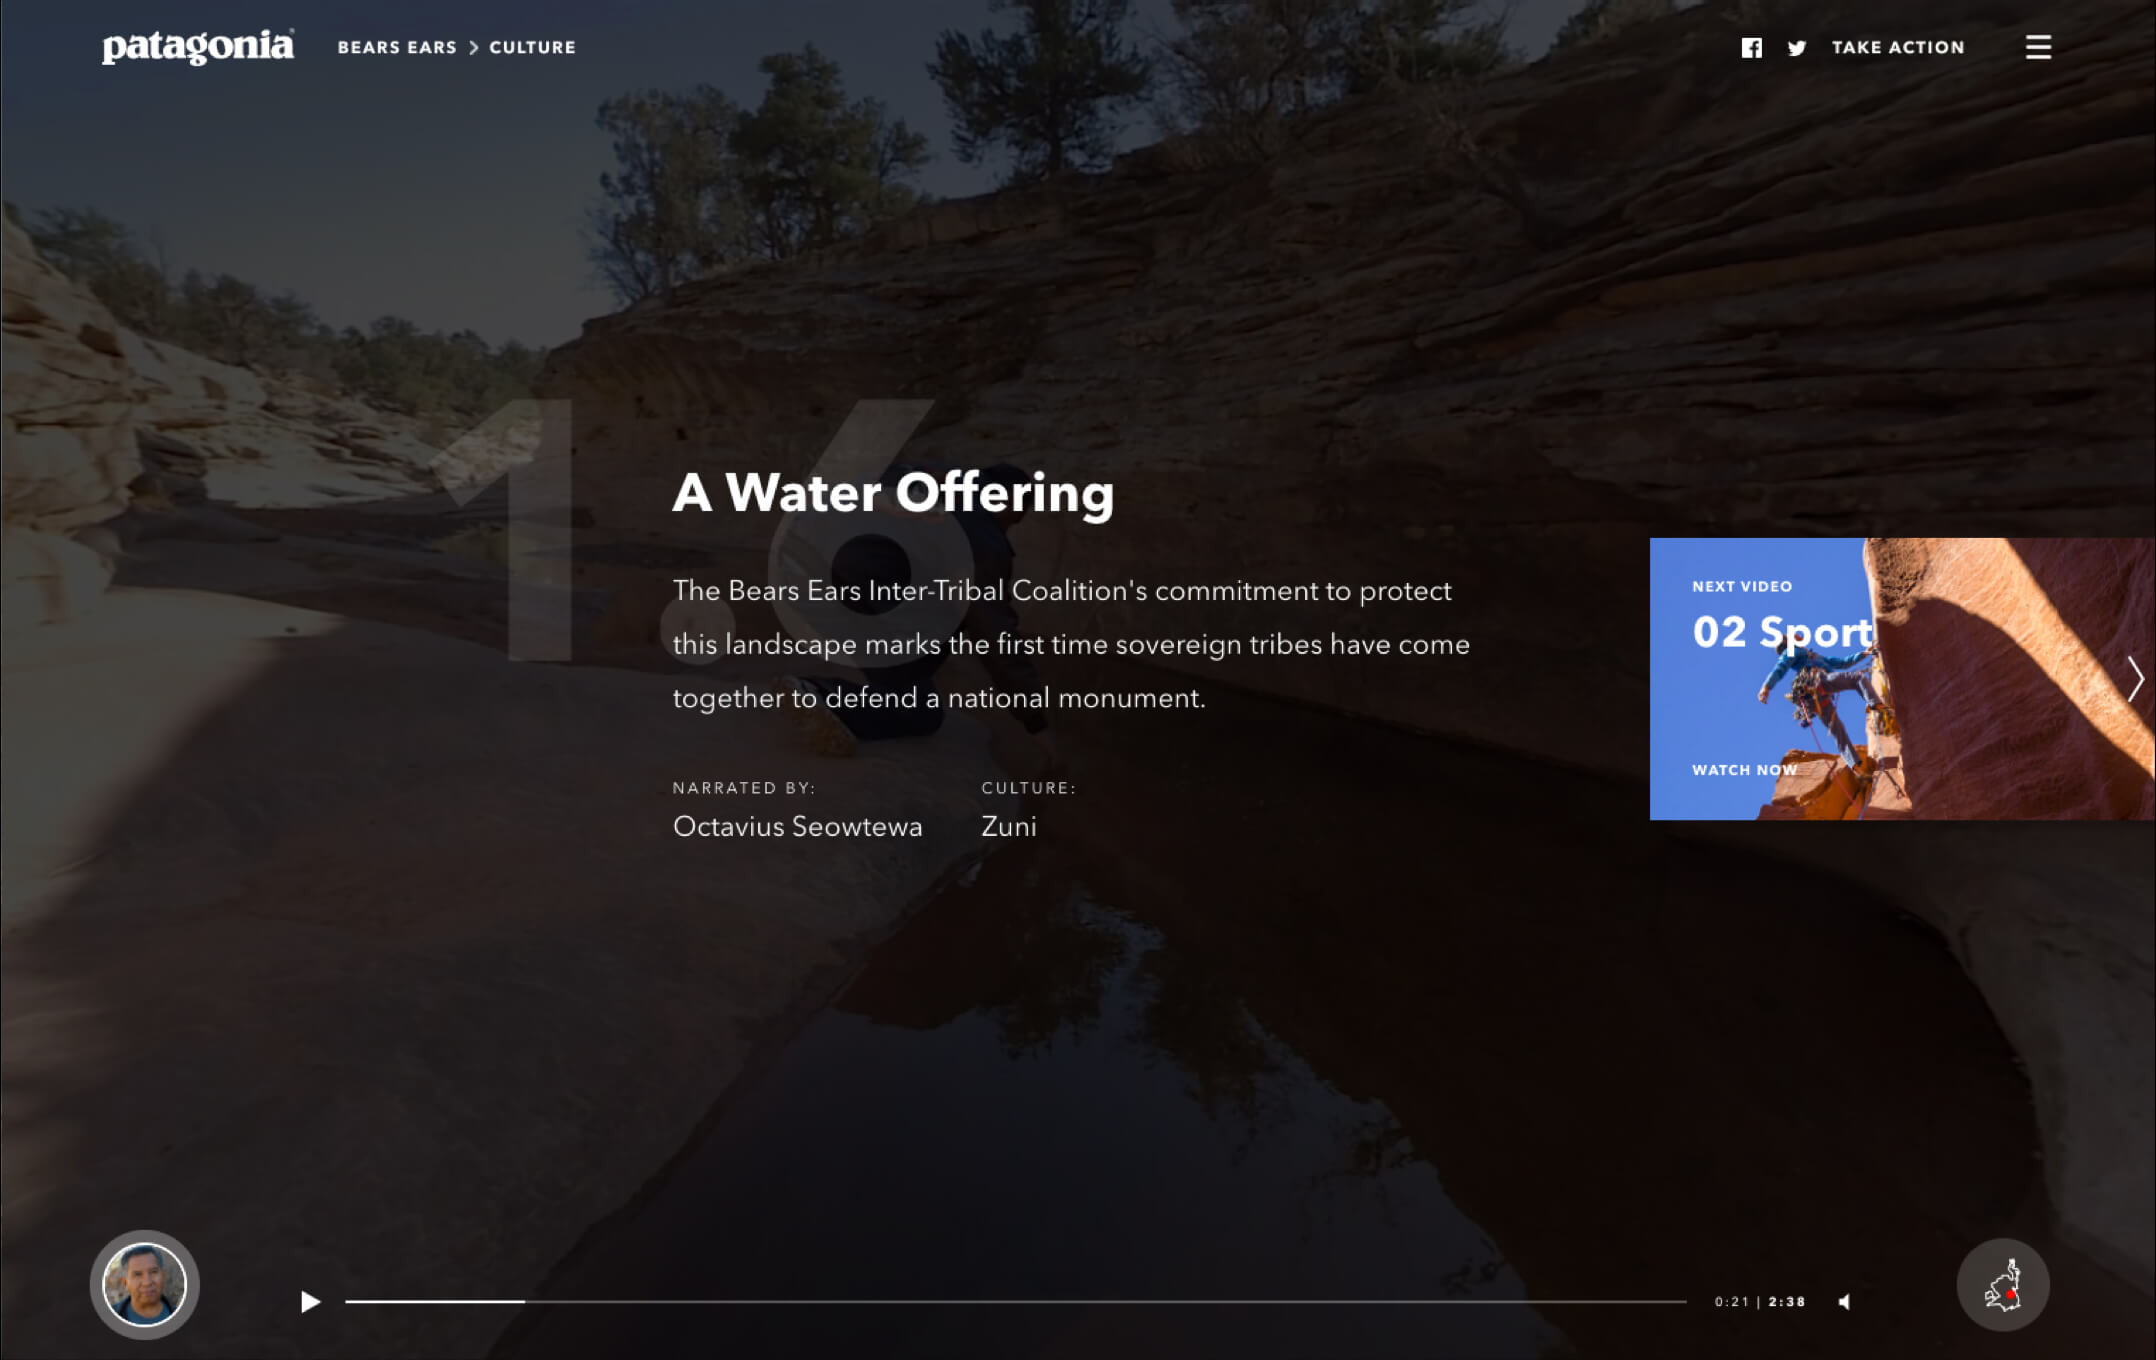 patagonia
BEARS EARS > CULTURE
TAKE ACTION
1.6
A Water Offering
The Bears Ears Inter-Tribal Coalition's commitment to protect
this landscape marks the first time sovereign tribes have come
together to defend a national monument.
NARRATED BY:
Octavius Seowtewa
CULTURE:
Zuni
NEXT VIDEO
02 Sport
WATCH NOW
0:21 | 2:38